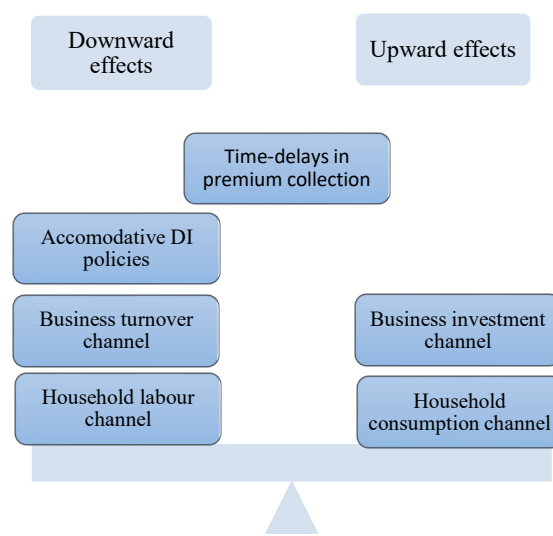 Downward
effects
Upward effects
Time-delays in
premium collection
Accomodative DI
policies
Business turnover
channel
Business investment
channel
Household labour
channel
Household
consumption channel